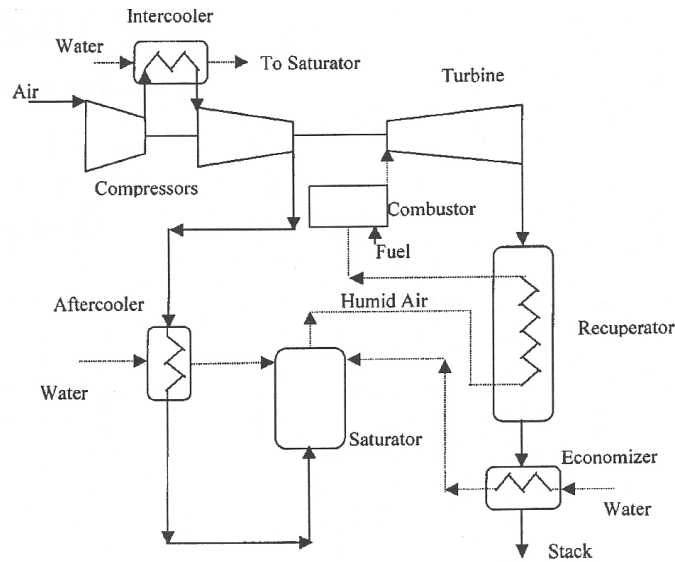 Intercooler
Water
To Saturator
Turbine
Air
Compressors
Combustor
Fuel
Aftercooler
Humid Air
Recuperator
Water
Saturator
Economizer
Water
Stack